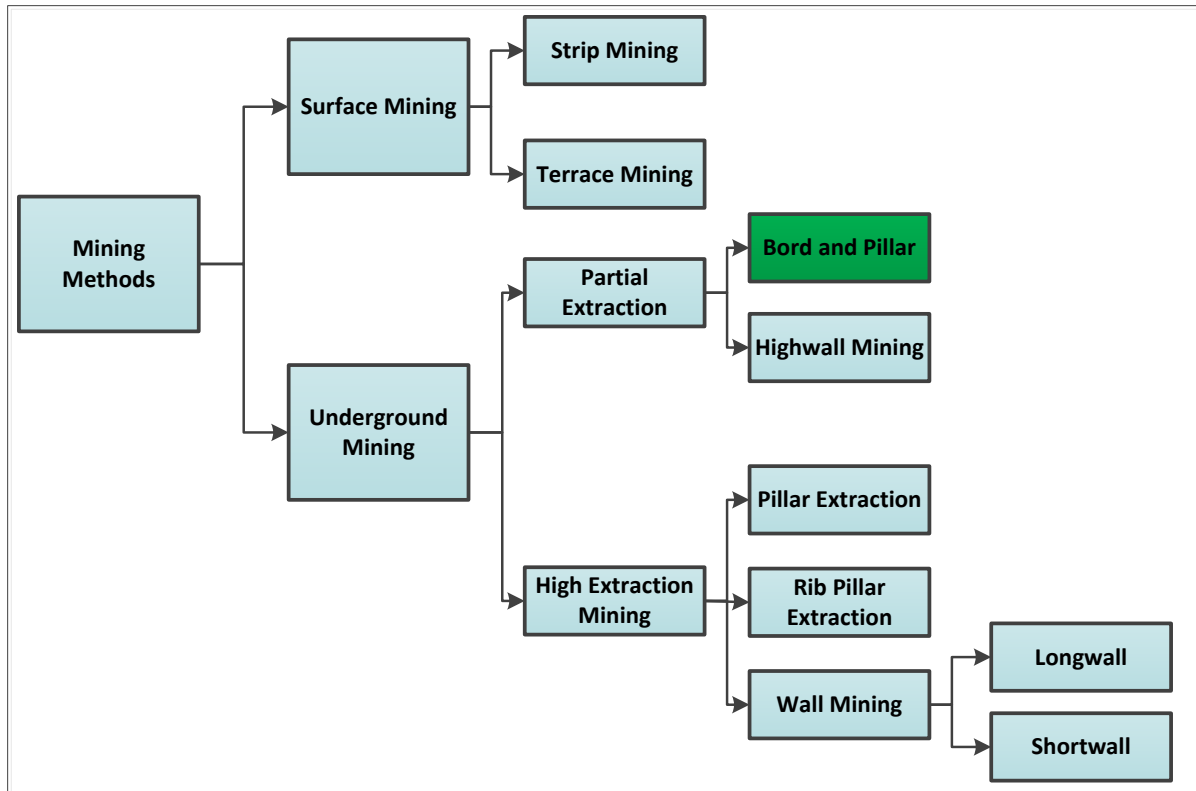 Strip Mining
Surface Mining
Terrace Mining
Mining
Methods
Bord and Pillar
Partial
Extraction
Highwall Mining
Underground
Mining
Pillar Extraction
High Extraction
Mining
Rib Pillar
Extraction
Longwall
Wall Mining
Shortwall